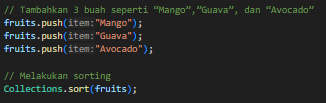 // Tambahkan 3 buah seperti “Mango”,”Guava”, dan “Avocado”
fruits.push(item:"Mango");
fruits.push(item:"Guava");
fruits.push(item:"Avocado");
// Melakukan sorting
Collections.sort(fruits);